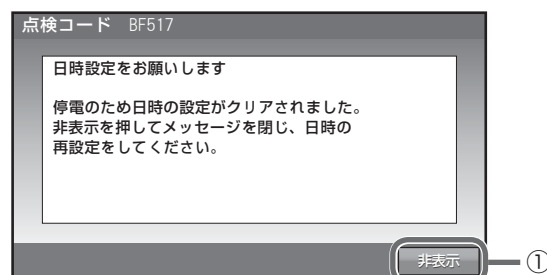 点検コード BF517
日時設定をお願いします
停電のため日時の設定がクリアされました。
非表示を押してメッセージを閉じ、日時の
再設定をしてください。
非表示
①